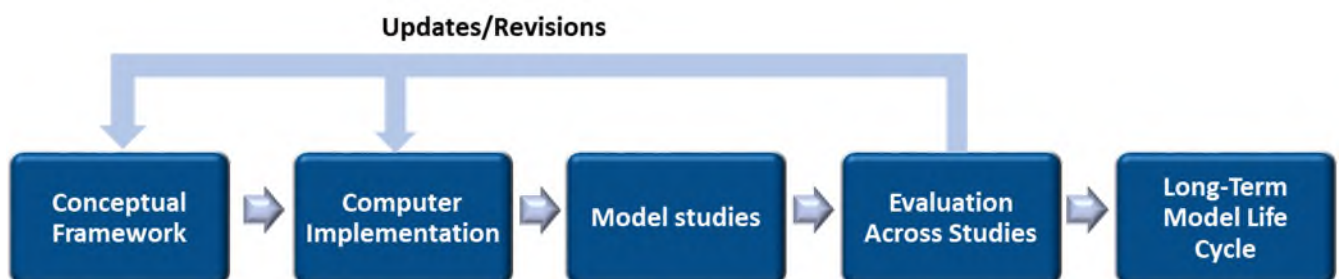 Updates/Revisions
Conceptual
Framework
Computer
Implementation
Model studies
Evaluation
Across Studies
Long-Term
Model Life
Cycle